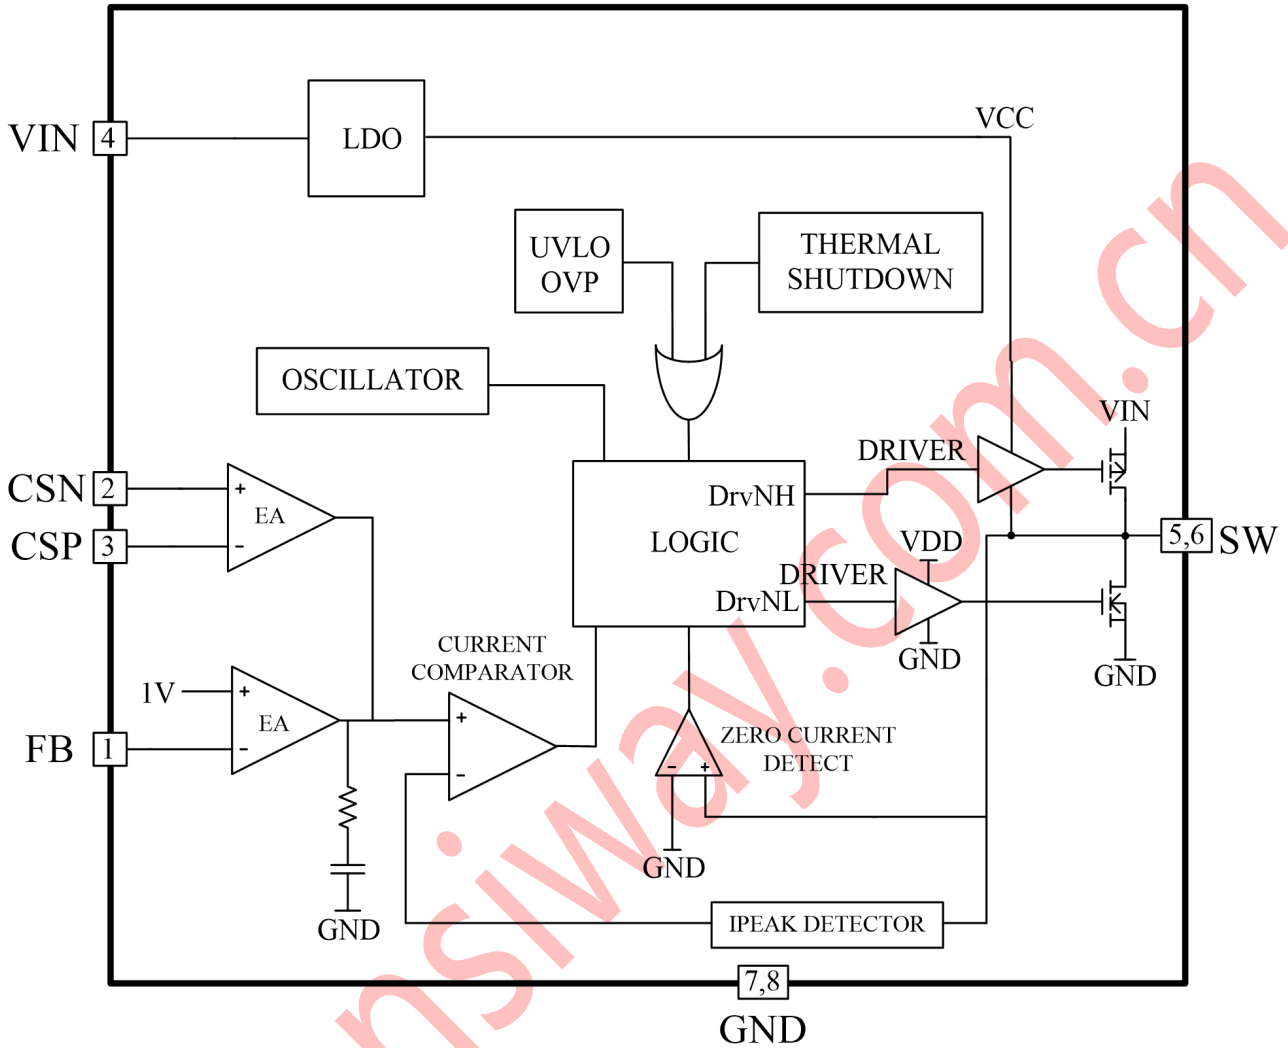 VIN
4
LDO
VCC
UVLO
OVP
THERMAL
SHUTDOWN
OSCILLATOR
VIN
DRIVER
CSN
2
+
EA
-
CSP
3
DrvNH
LOGIC
DrvNL
VDD
5,6
SW
DRIVER
GND
GND
CURRENT
COMPARATOR
1V
+
EA
-
FB
1
+
-
ZERO CURRENT
DETECT
-
+
GND
GND
IPEAK DETECTOR
7,8
GND
nsiway.com.cn